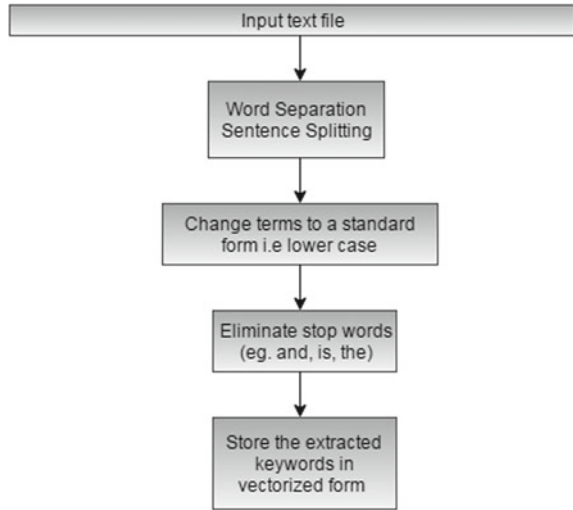 Input text file
Word Separation
Sentence Splitting
Change terms to a standard
form i.e lower case
Eliminate stop words
(eg. and, is, the)
Store the extracted
keywords in
vectorized form